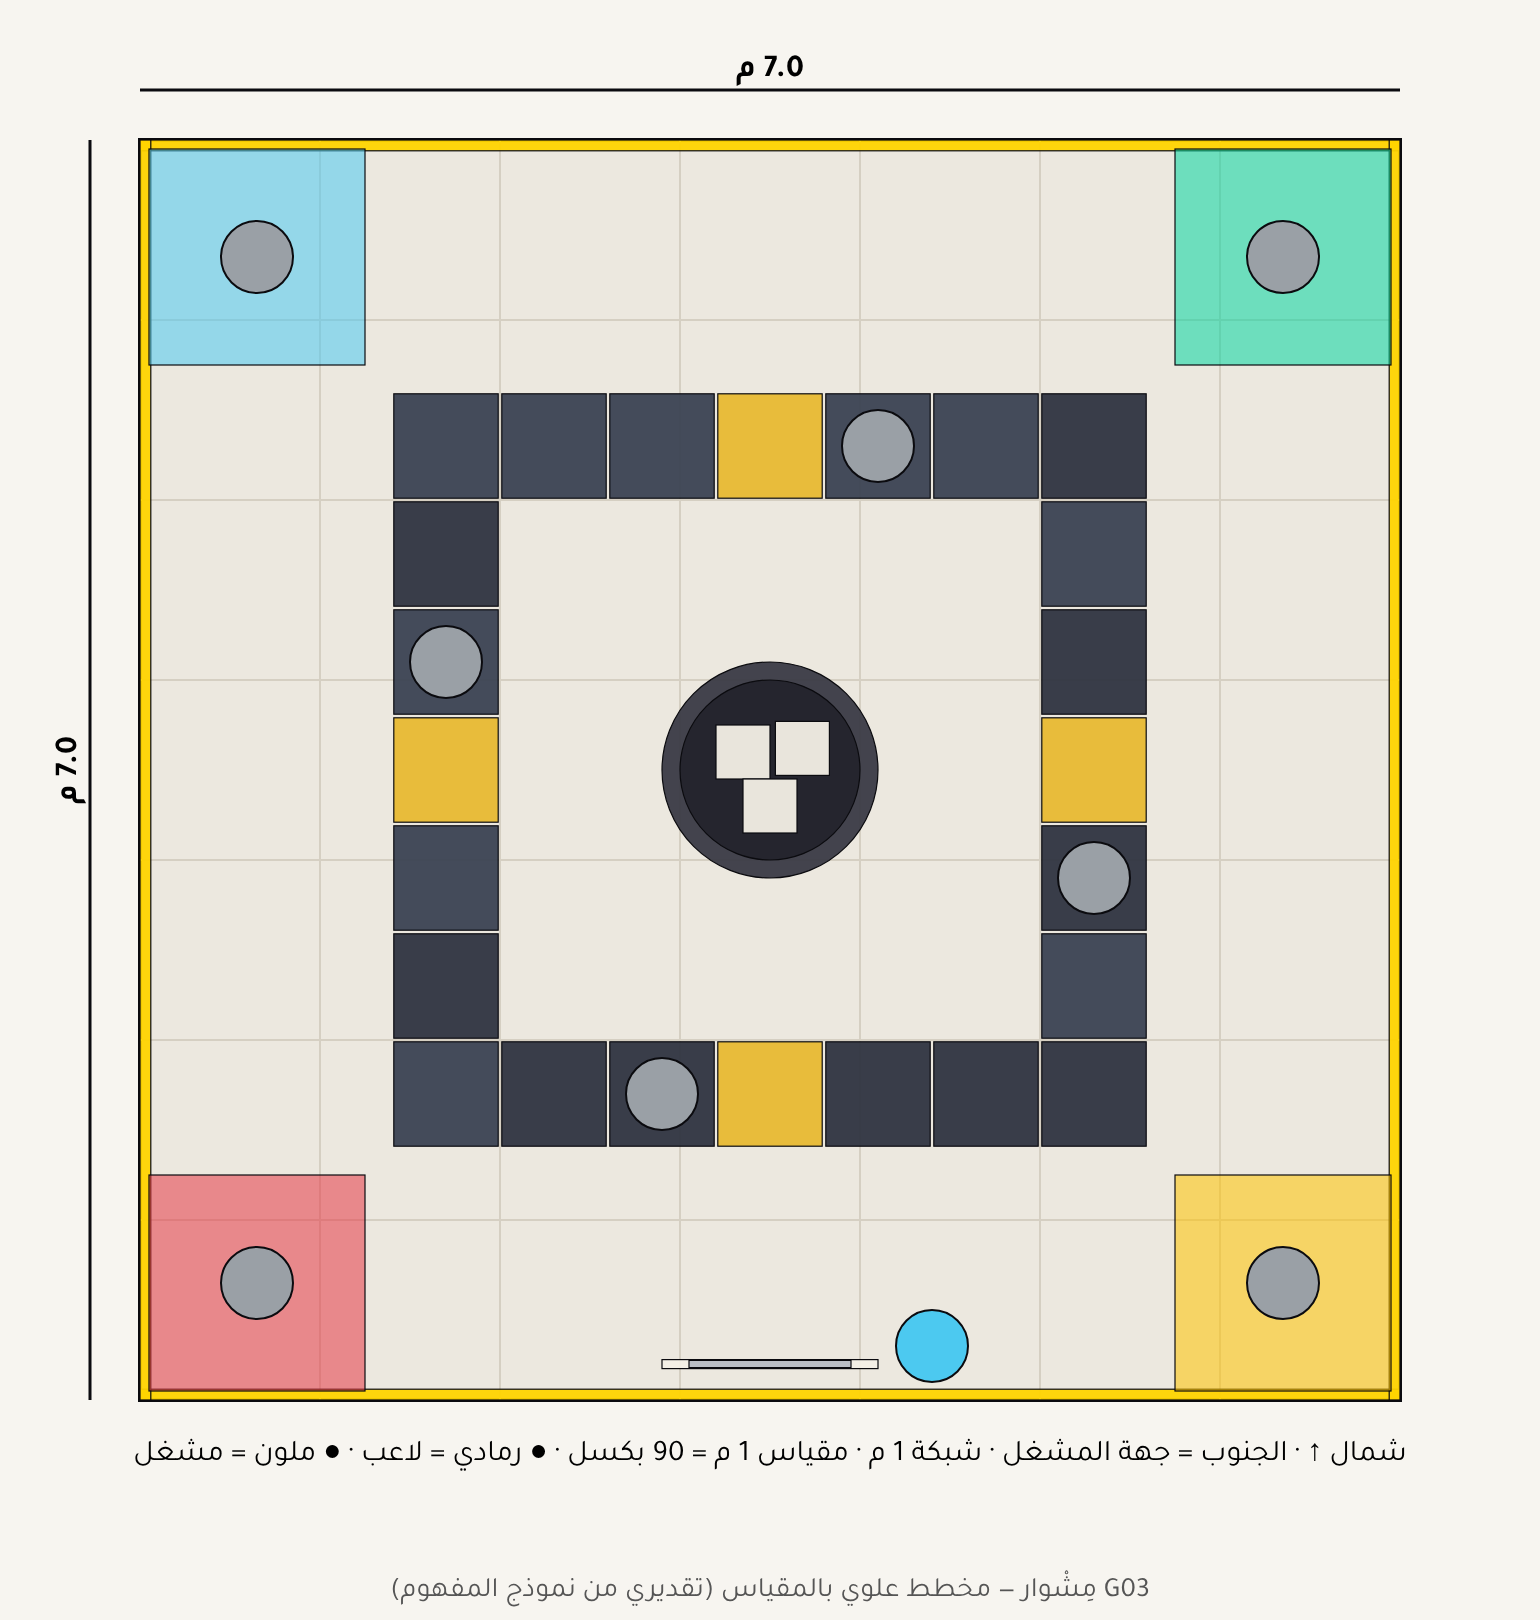 7.0 م
7.0 م
شمال ↑ · الجنوب = جهة المشغل · شبكة 1 م · مقياس 1 م = 90 بكسل · ● رمادي = لاعب · ● ملون = مشغل
G03 مِشْوار – مخطط علوي بالمقياس (تقديري من نموذج المفهوم)